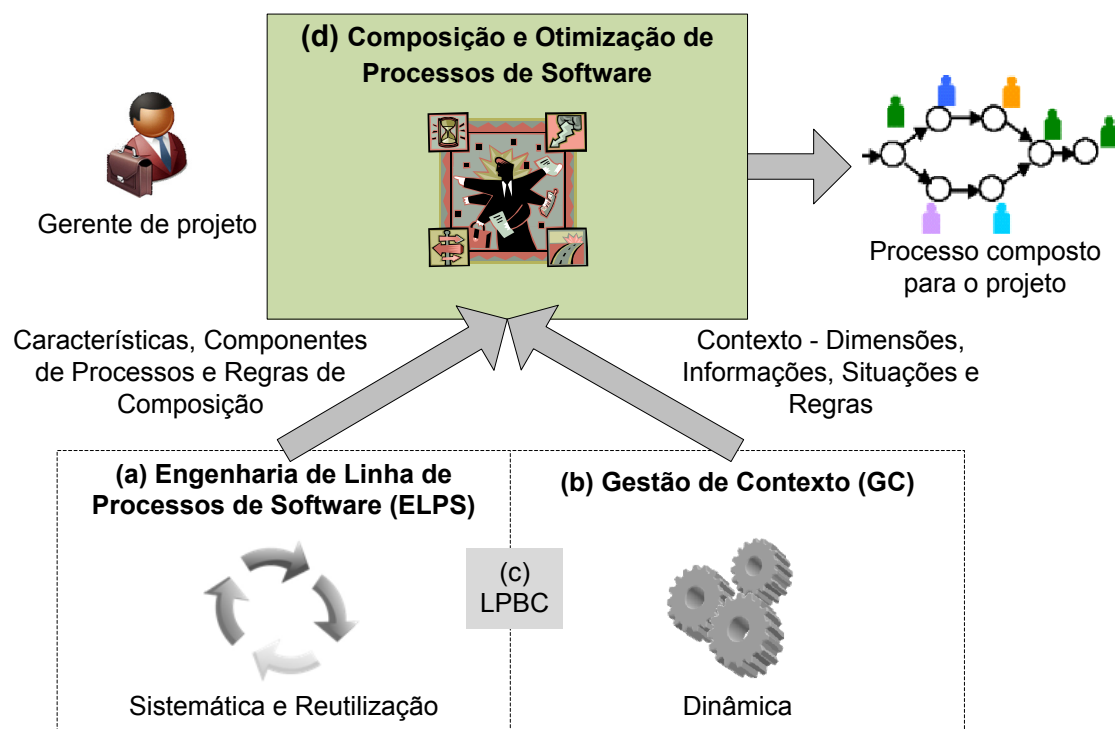 (d) Composição e Otimização de
Processos de Software
Gerente de projeto
Processo composto
para o projeto
Características, Componentes
de Processos e Regras de
Composição
Contexto - Dimensões,
Informações, Situações e
Regras
(a) Engenharia de Linha de
Processos de Software (ELPS)
(b) Gestão de Contexto (GC)
(c)
LPBC
Sistemática e Reutilização
Dinâmica